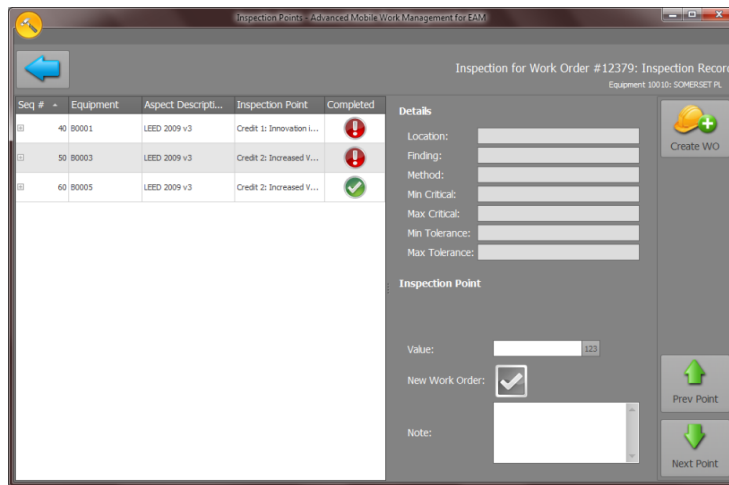 Inspection Points - Advanced Mobile Work Management for EAM
Inspection for Work Order #12379: Inspection Recor
Equipment 10010: SOMERSET PL
Seq # Equipment Aspect Descripti... Inspection Point Completed
40 B0001 LEED 2009 v3 Credit 1: Innovation i...
50 B0003 LEED 2009 v3 Credit 2: Increased V...
60 B0005 LEED 2009 v3 Credit 2: Increased V...
Details
Location:
Finding:
Method:
Min Critical:
Max Critical:
Min Tolerance:
Max Tolerance:
Inspection Point
Value: 123
New Work Order:
Note:
Create WO
Prev Point
Next Point